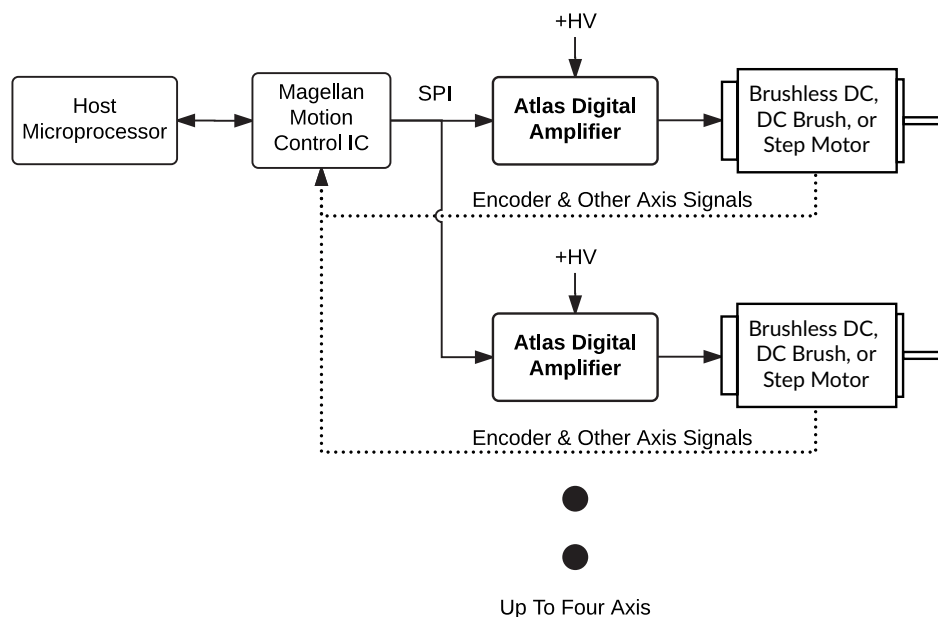 +HV
Host
Microprocessor
Magellan
Motion
Control IC
SPI
Atlas Digital
Amplifier
Brushless DC,
DC Brush, or
Step Motor
Encoder & Other Axis Signals
+HV
Atlas Digital
Amplifier
Brushless DC,
DC Brush, or
Step Motor
Encoder & Other Axis Signals
Up To Four Axis